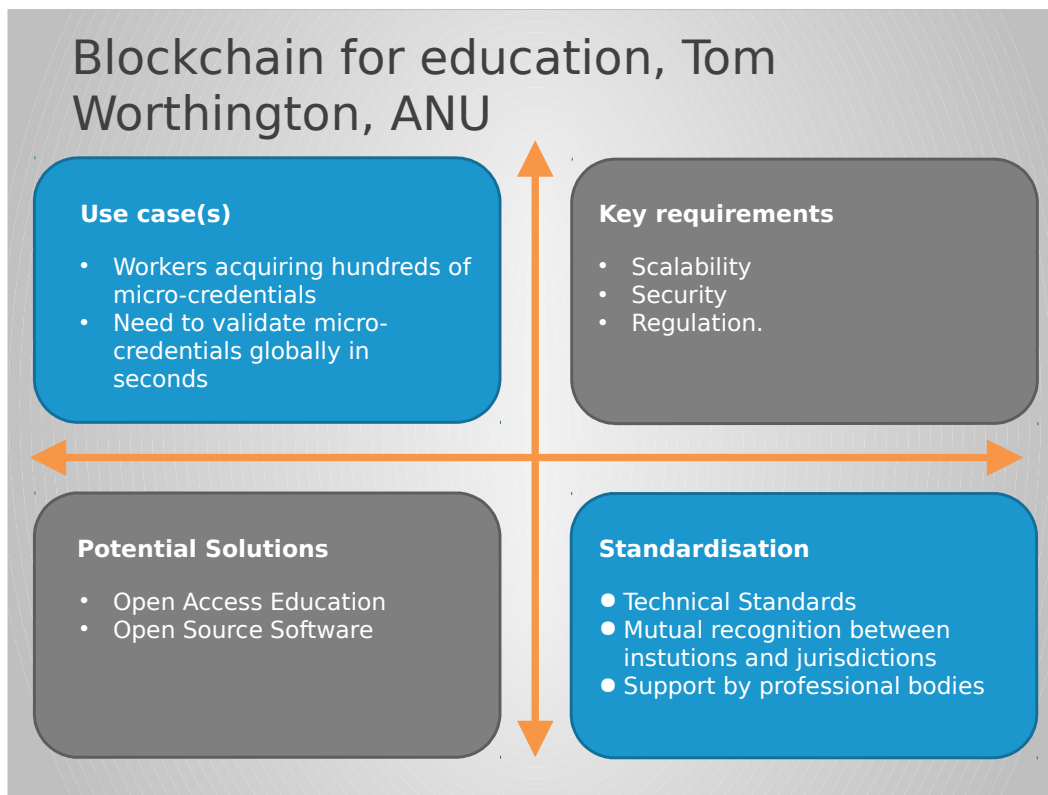 Blockchain for education, Tom
Worthington, ANU
Use case(s)
• Workers acquiring hundreds of
micro-credentials
• Need to validate micro-
credentials globally in
seconds
Key requirements
• Scalability
• Security
• Regulation.
Potential Solutions
• Open Access Education
• Open Source Software
Standardisation
● Technical Standards
● Mutual recognition between
instutions and jurisdictions
● Support by professional bodies